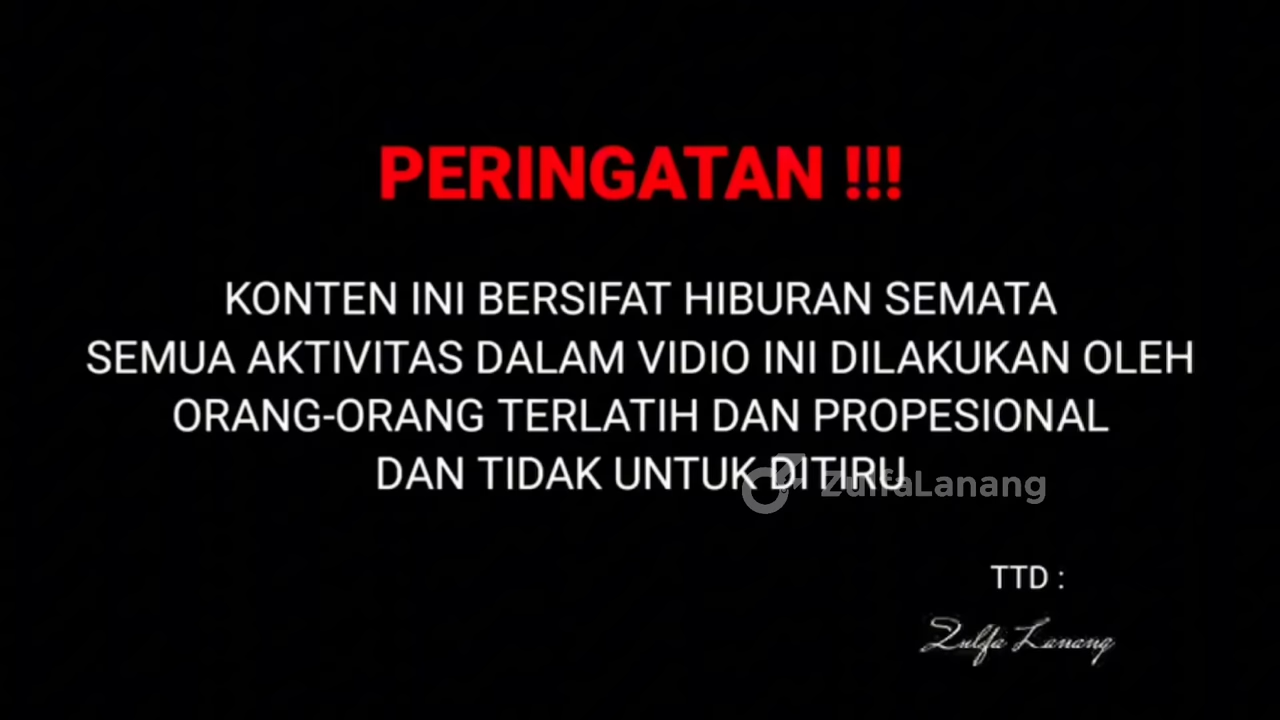 PERINGATAN !!!
KONTEN INI BERSIFAT HIBURAN SEMATA
SEMUA AKTIVITAS DALAM VIDIO INI DILAKUKAN OLEH
ORANG-ORANG TERLATIH DAN PROPESIONAL
DAN TIDAK UNTUK DITIRU
ZulfaLanang
TTD :
Zulfa Lanang